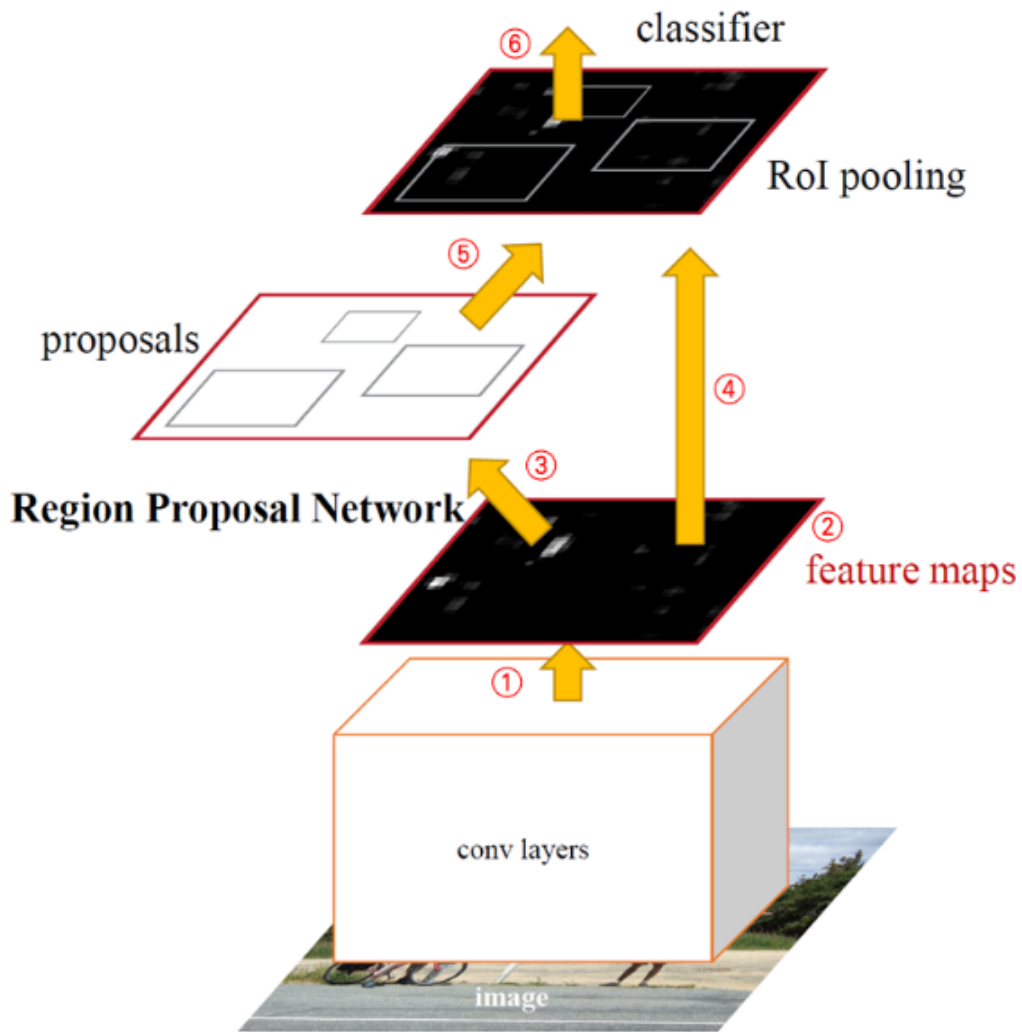 ⑥
classifier
RoI pooling
⑤
proposals
④
③
Region Proposal Network
②
feature maps
①
conv layers
image